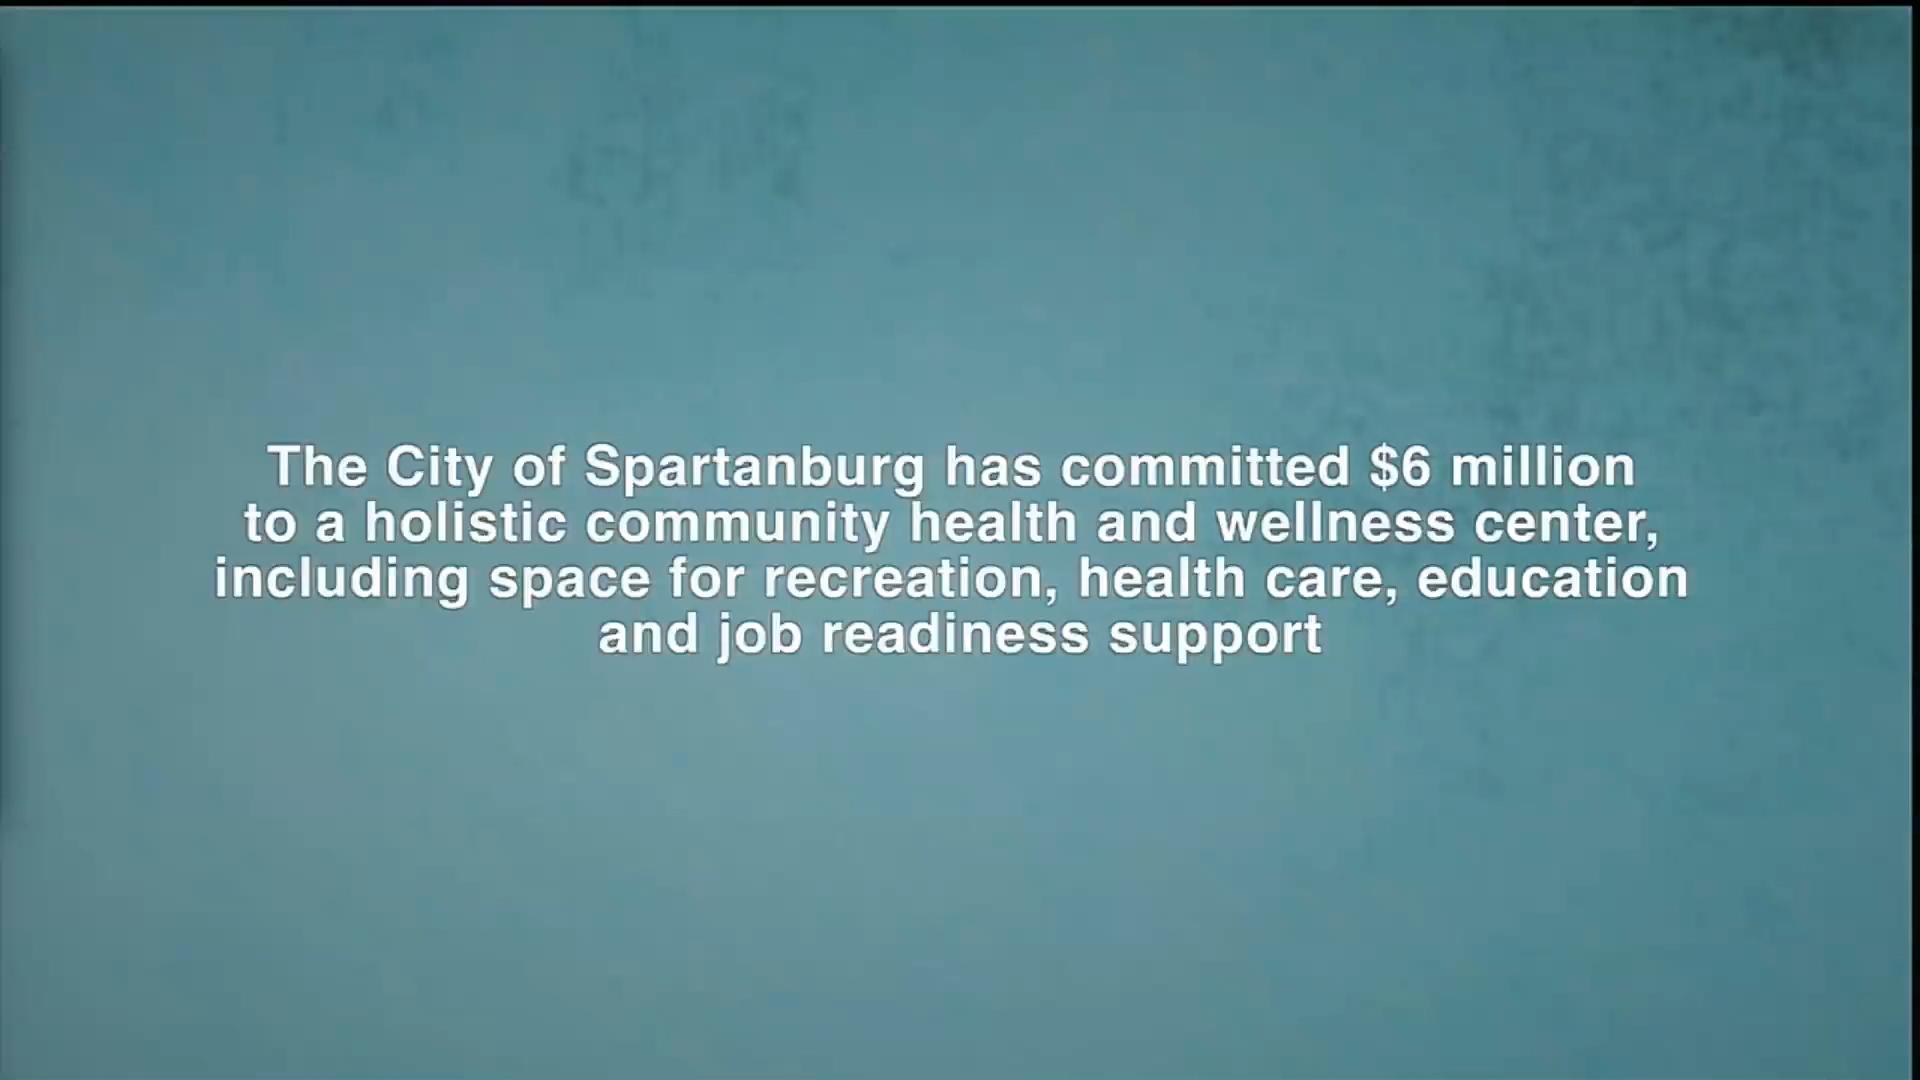 The City of Spartanburg has committed $6 million
to a holistic community health and wellness center,
including space for recreation, health care, education
and job readiness support